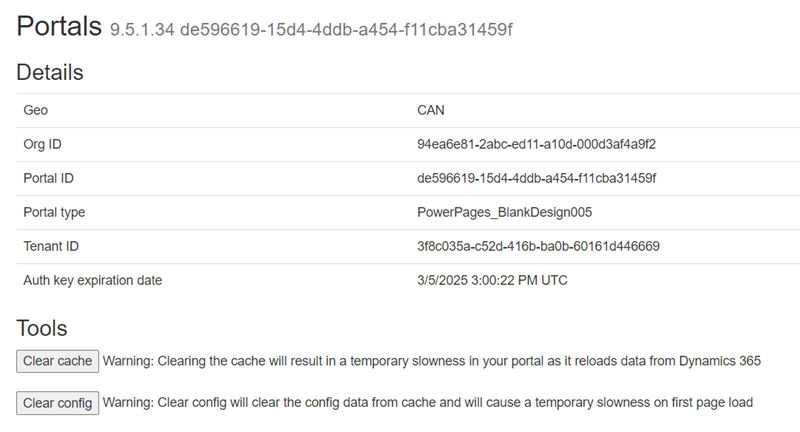 Portals 9.5.1.34 de596619-15d4-4ddb-a454-f11cba31459f
Details
Geo CAN
Org ID 94ea6e81-2abc-ed11-a10d-000d3af4a9f2
Portal ID de596619-15d4-4ddb-a454-f11cba31459f
Portal type PowerPages_BlankDesign005
Tenant ID 3f8c035a-c52d-416b-ba0b-60161d446669
Auth key expiration date 3/5/2025 3:00:22 PM UTC
Tools
Clear cache Warning: Clearing the cache will result in a temporary slowness in your portal as it reloads data from Dynamics 365
Clear config Warning: Clear config will clear the config data from cache and will cause a temporary slowness on first page load